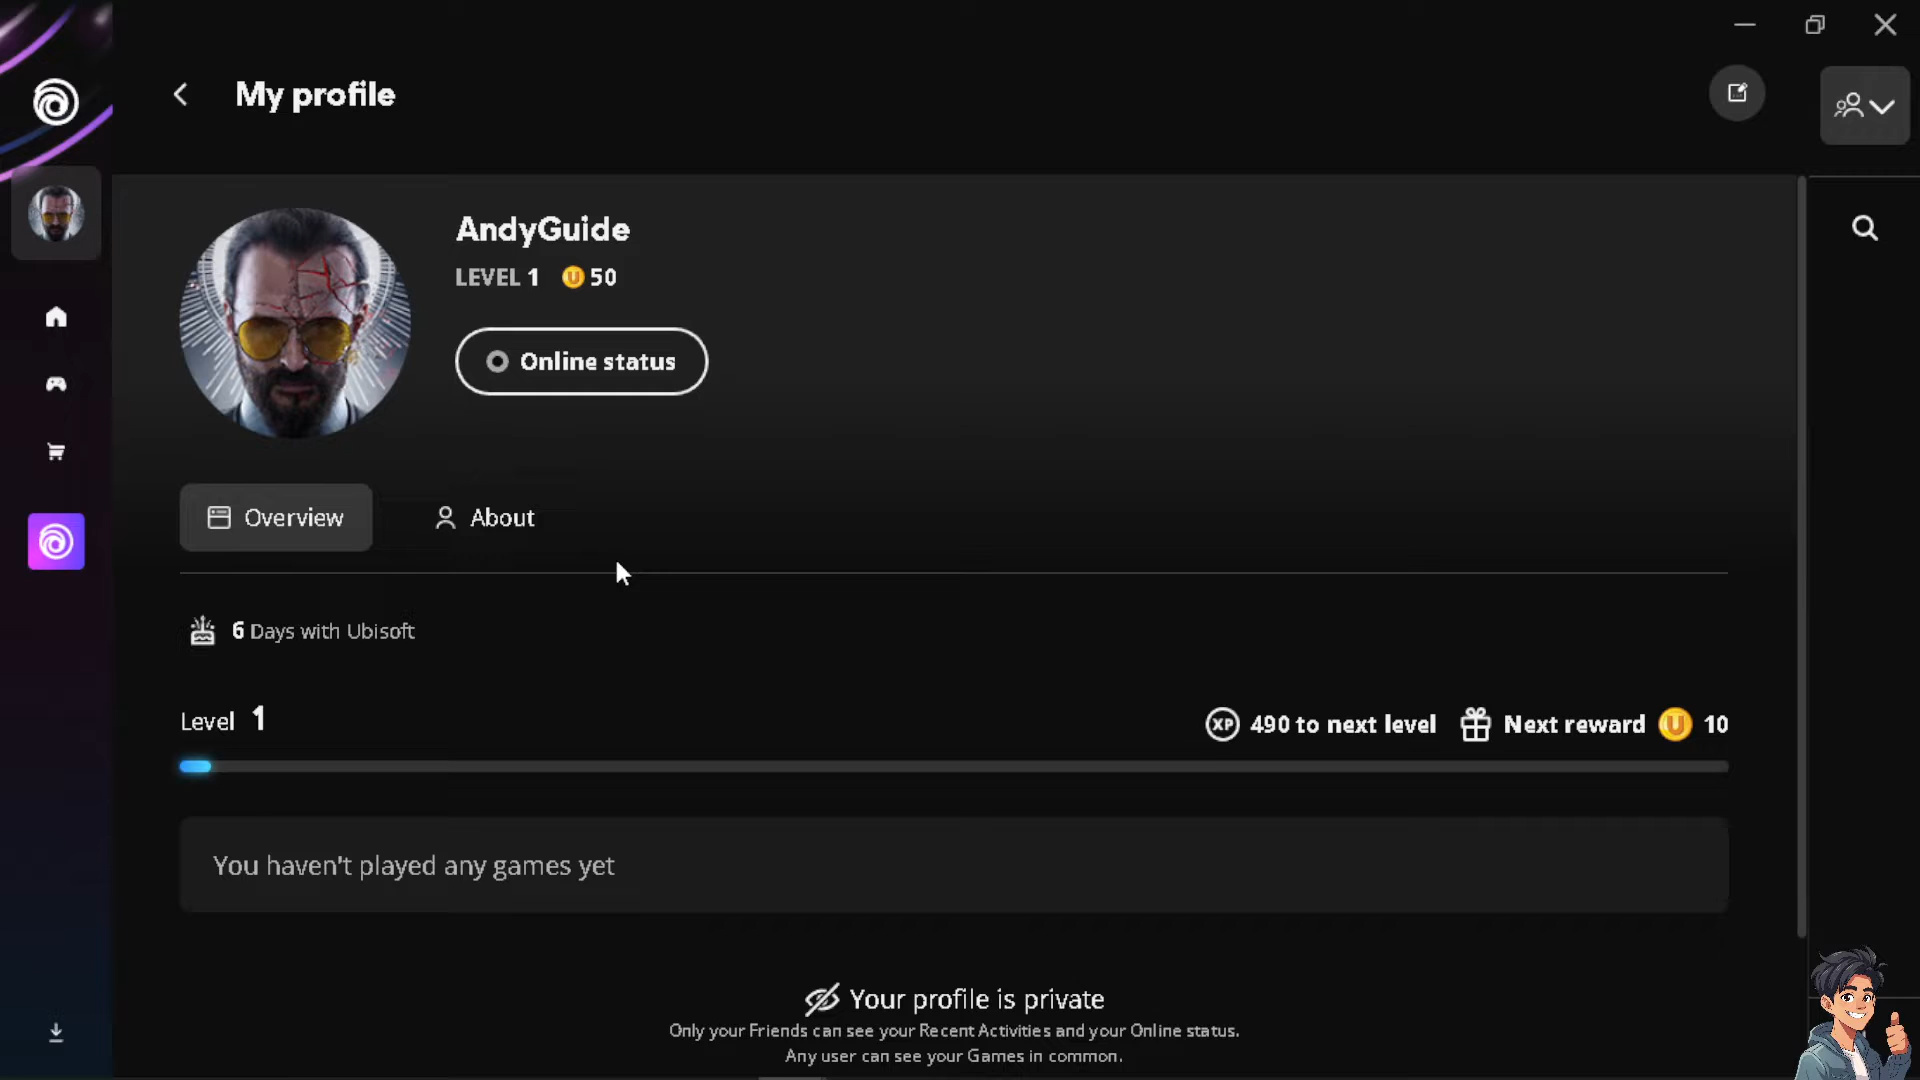 My profile
AndyGuide
LEVEL 1 50
Online status
Overview About
6 Days with Ubisoft
Level 1 XP 490 to next level Next reward 10
You haven't played any games yet
Your profile is private
Only your Friends can see your Recent Activities and your Online status.
Any user can see your Games in common.